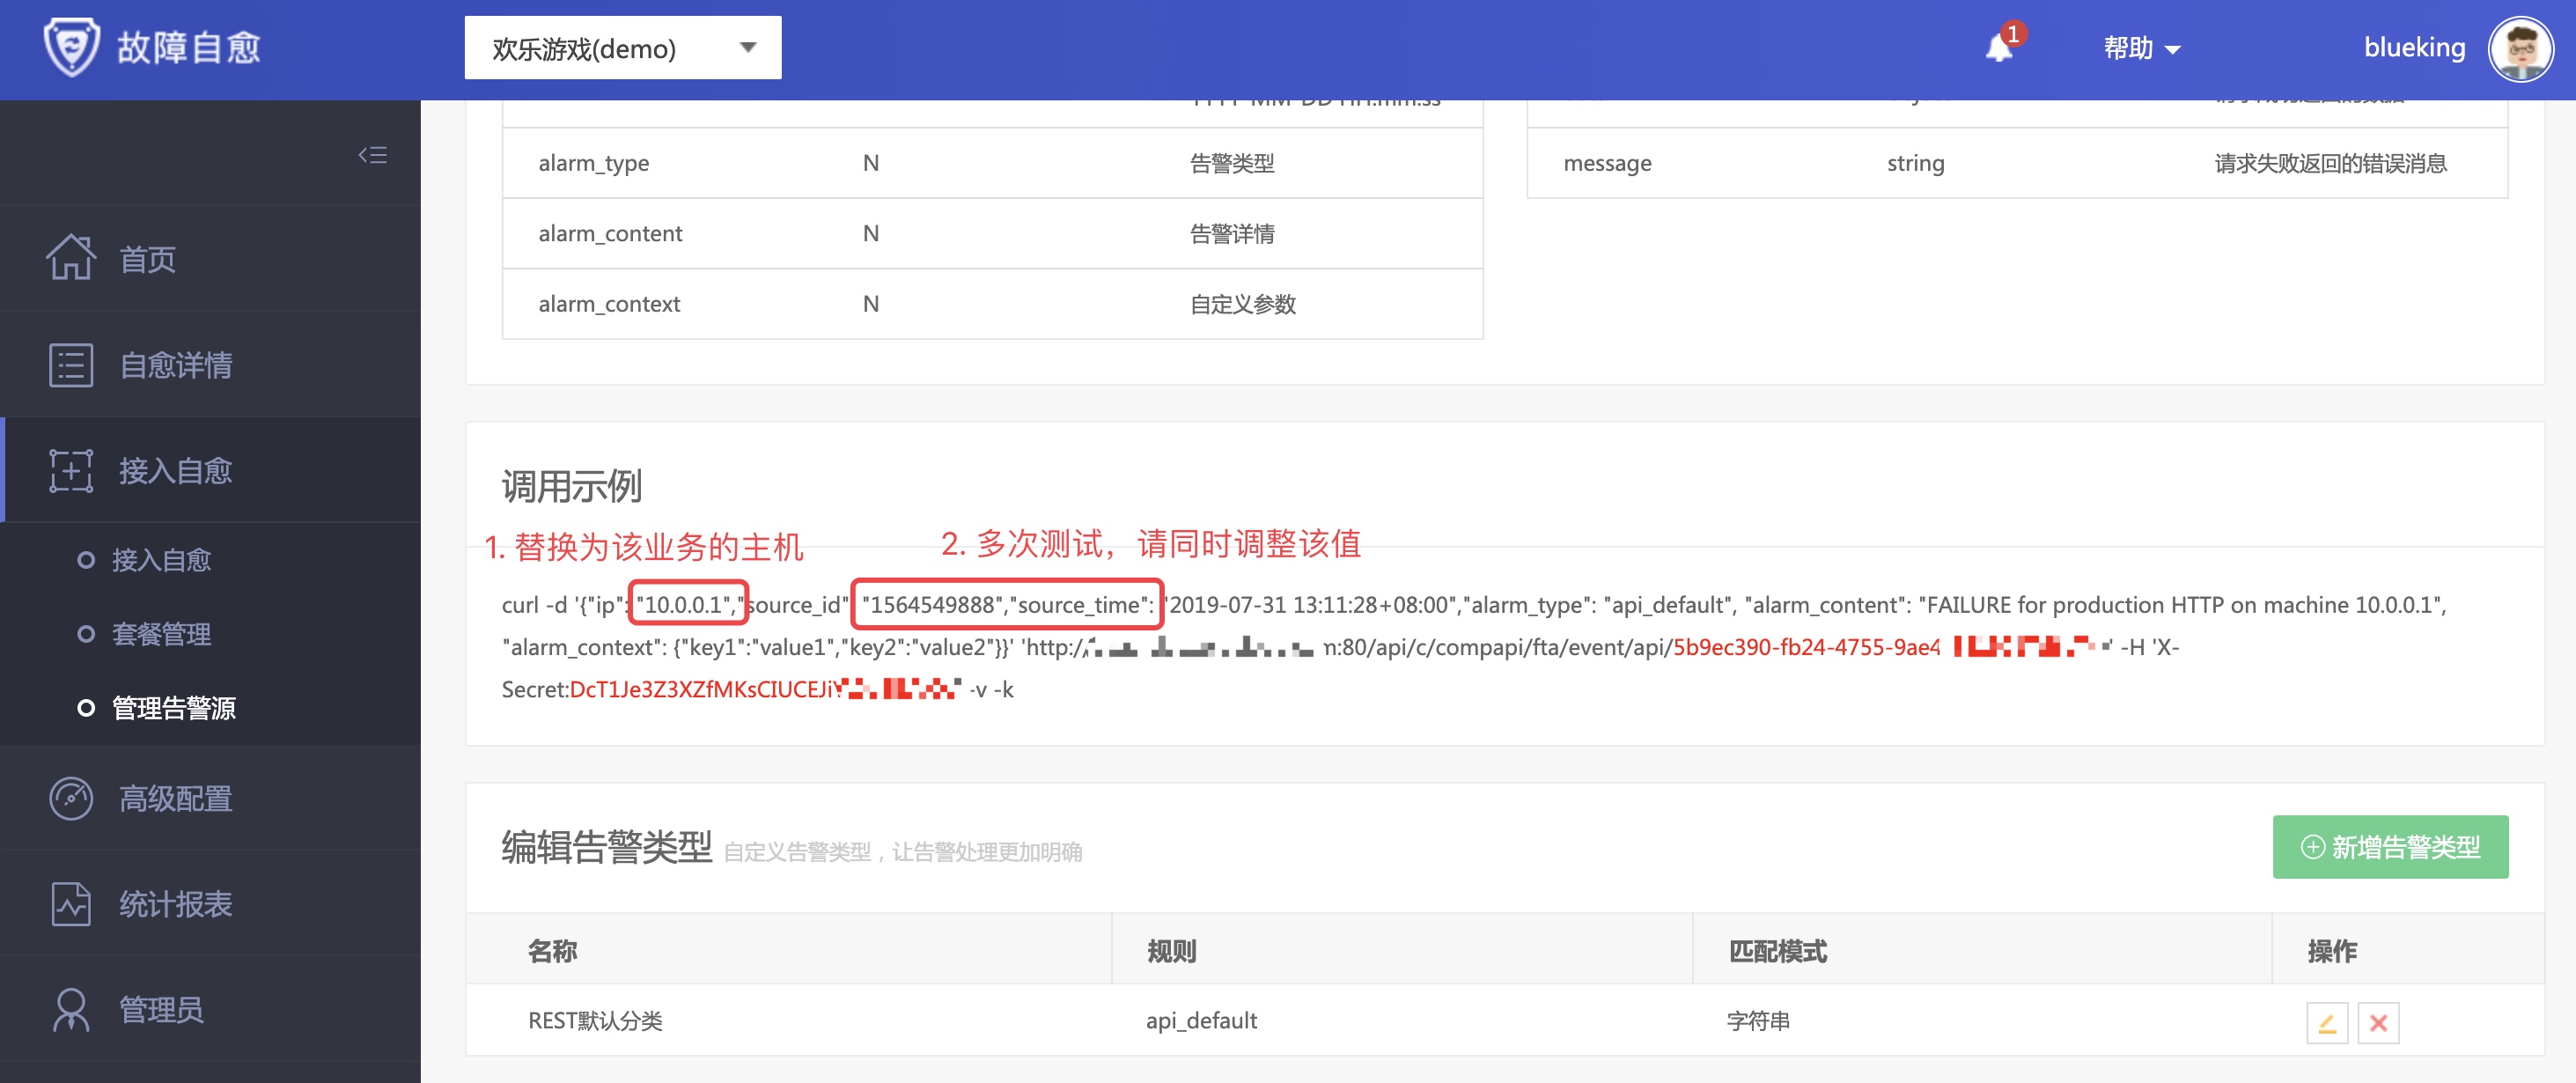 故障自愈
欢乐游戏(demo)
1
帮助
blueking
首页
自愈详情
接入自愈
接入自愈
套餐管理
管理告警源
高级配置
统计报表
管理员
alarm_type N 告警类型
alarm_content N 告警详情
alarm_context N 自定义参数
message string 请求失败返回的错误消息
调用示例
1. 替换为该业务的主机
2. 多次测试，请同时调整该值
curl -d '{"ip": "10.0.0.1","source_id" "1564549888","source_time": '2019-07-31 13:11:28+08:00","alarm_type": "api_default", "alarm_content": "FAILURE for production HTTP on machine 10.0.0.1",
"alarm_context": {"key1":"value1","key2":"value2"}}' 'http:/ n:80/api/c/compapi/fta/event/api/5b9ec390-fb24-4755-9ae4 ' -H 'X-
Secret:DcT1Je3Z3XZfMKsCIUCEJi -v -k
编辑告警类型 自定义告警类型，让告警处理更加明确
新增告警类型
名称 规则 匹配模式 操作
REST默认分类 api_default 字符串